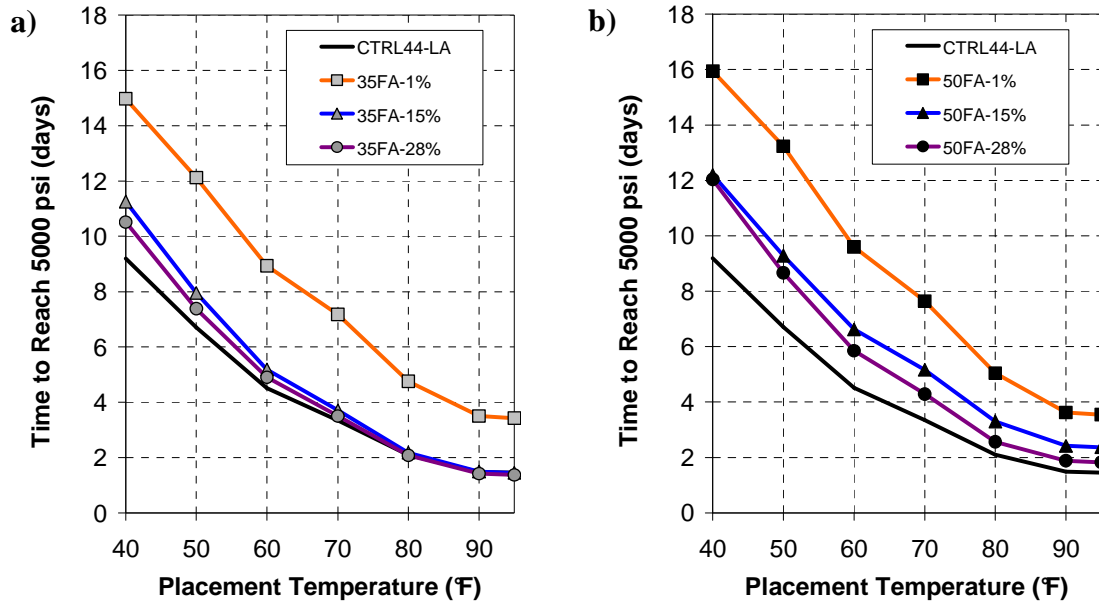 a)
Time to Reach 5000 psi (days)
18
16
14
12
10
8
6
4
2
0
CTRL44-LA
35FA-1%
35FA-15%
35FA-28%
40 50 60 70 80 90
Placement Temperature (°F)
b)
Time to Reach 5000 psi (days)
18
16
14
12
10
8
6
4
2
0
CTRL44-LA
50FA-1%
50FA-15%
50FA-28%
40 50 60 70 80 90
Placement Temperature (°F)